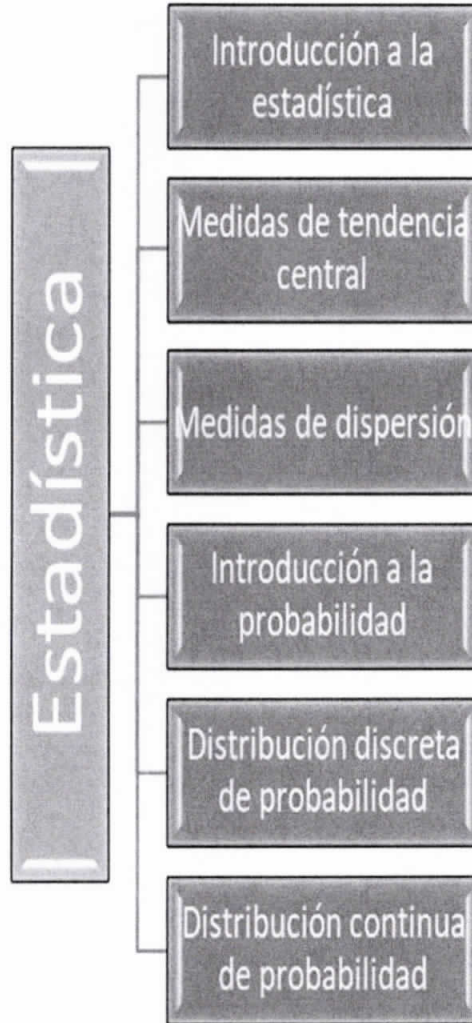 Estadística
Introducción a la
estadística
Medidas de tendencia
central
Medidas de dispersión
Introducción a la
probabilidad
Distribución discreta
de probabilidad
Distribución continua
de probabilidad